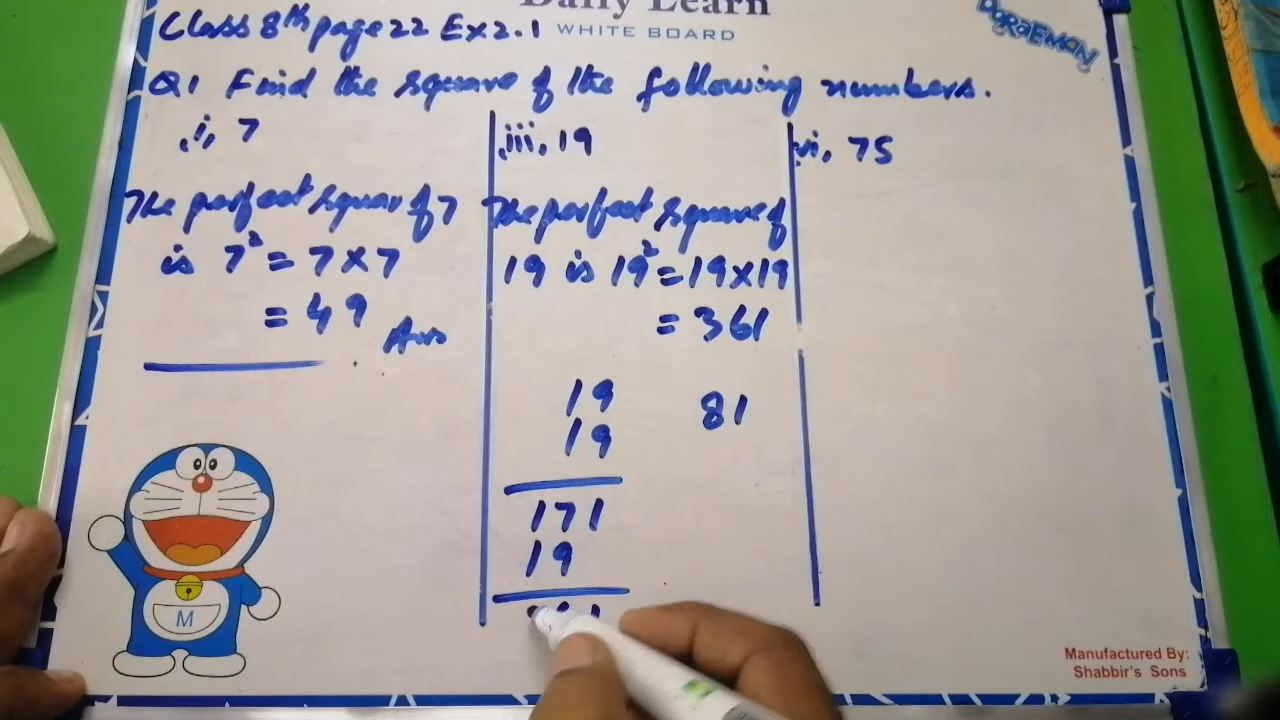 Daily Learn
WHITE BOARD
DORAEMON
Class 8th page 22 Ex 2.1
Q1 Find the square of the following numbers.
i, 7
The perfect squar of 7
is 7² = 7×7
= 49 Ans
iii, 19
The perfect square of
19 is 19² = 19×19
= 361
19 81
19
171
19
vi, 75
M
Manufactured By:
Shabbir's Sons